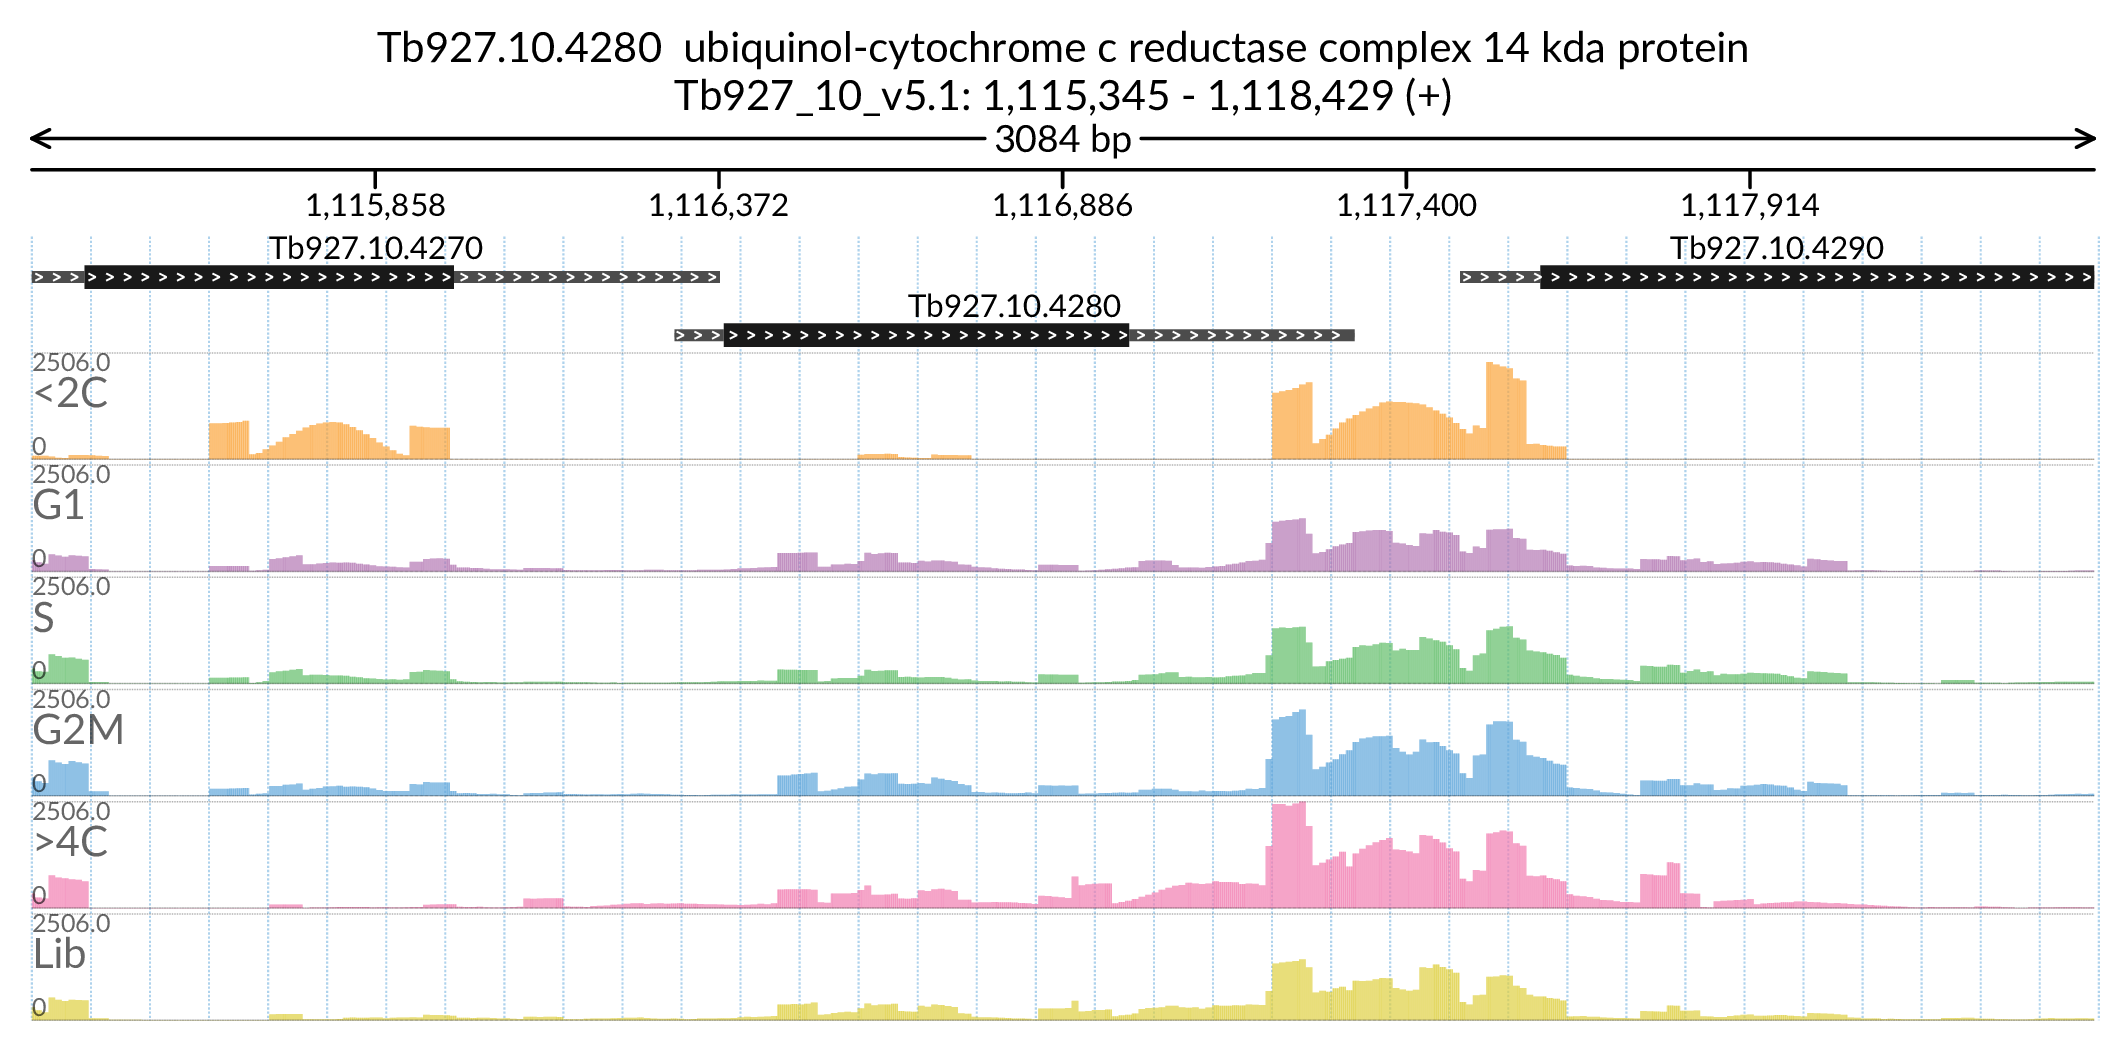 Tb927.10.4280  ubiquinol-cytochrome c reductase complex 14 kda protein
Tb927_10_v5.1: 1,115,345 - 1,118,429 (+)
3084 bp
1,115,858 1,116,372 1,116,886 1,117,400 1,117,914
Tb927.10.4270 Tb927.10.4290
Tb927.10.4280
2506.0
<2C
0
2506.0
G1
0
2506.0
S
0
2506.0
G2M
0
2506.0
>4C
0
2506.0
Lib
0